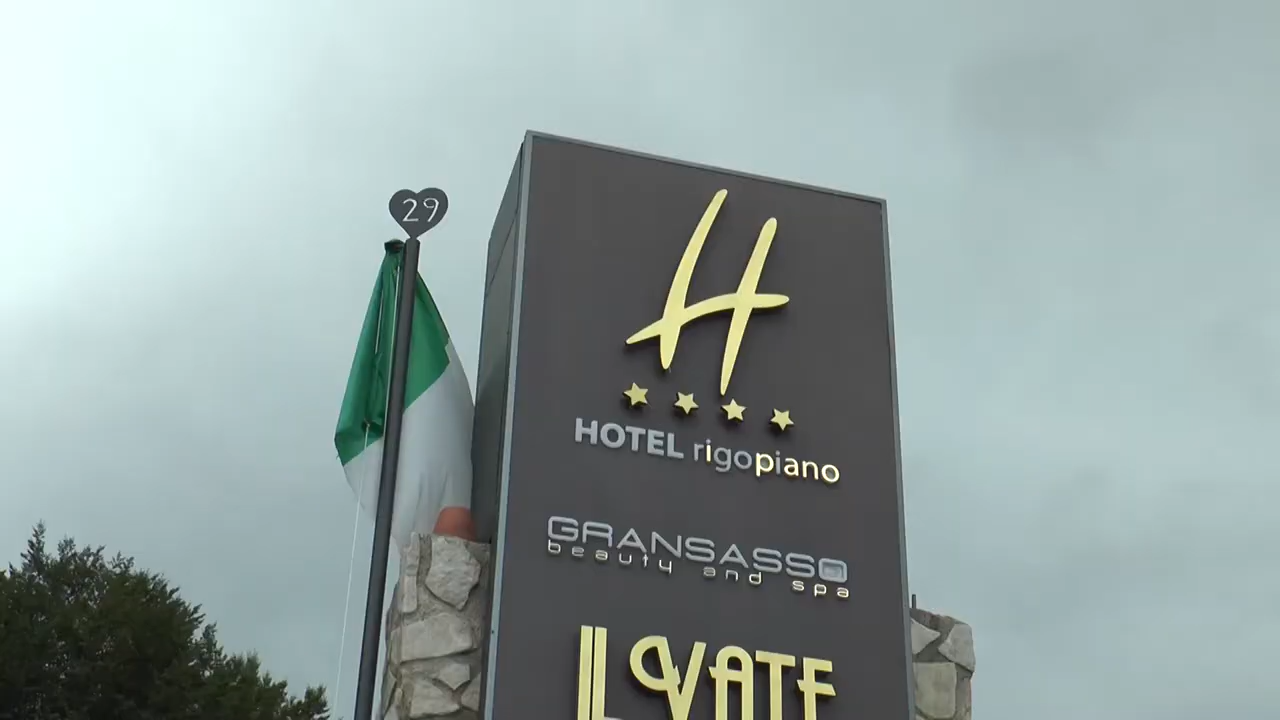 29
H
HOTEL rigopiano
GRANSASSO
beauty and spa
IL VATE